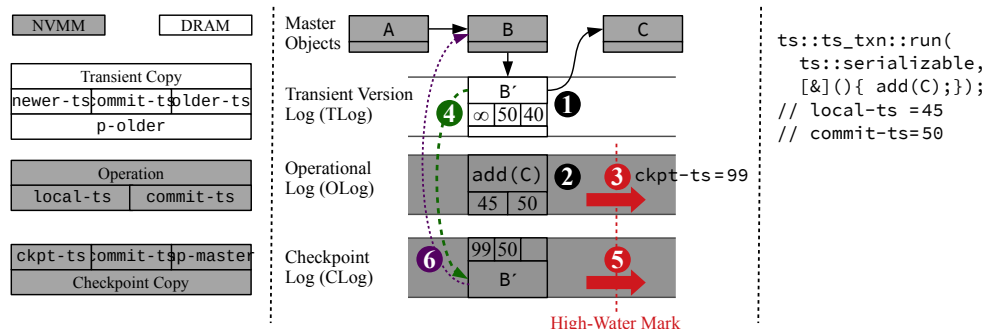 NVMM
DRAM
Transient Copy
newer-ts
commit-ts
older-ts
p-older
Operation
local-ts
commit-ts
ckpt-ts
commit-ts
p-master
Checkpoint Copy
Master
Objects
A
B
C
Transient Version
Log (TLog)
B´
∞
50
40
1
4
Operational
Log (OLog)
add(C)
45
50
2
3
ckpt-ts=99
Checkpoint
Log (CLog)
99
50
B´
6
5
High-Water Mark
ts::ts_txn::run(
ts::serializable,
[&](){ add(C);});
// local-ts =45
// commit-ts=50